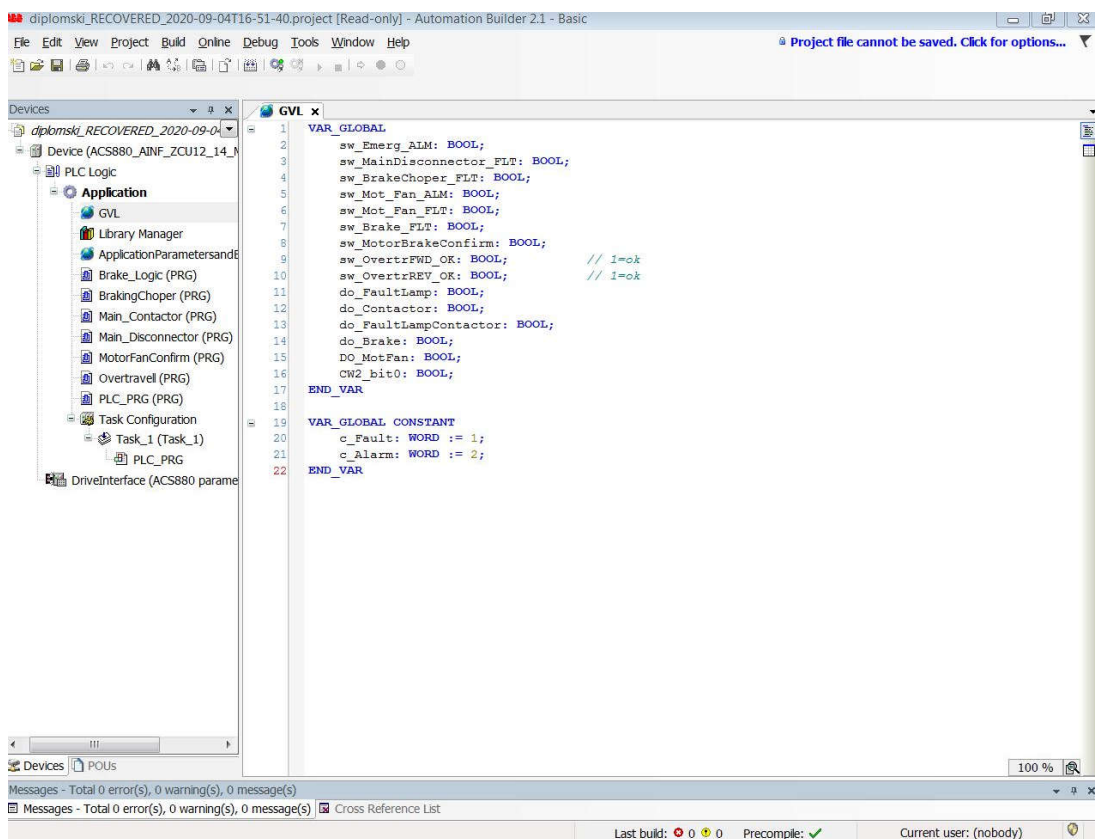 diplomski_RECOVERED_2020-09-04T16-51-40.project [Read-only] - Automation Builder 2.1 - Basic
File Edit View Project Build Online Debug Tools Window Help
Project file cannot be saved. Click for options...
Devices
diplomski_RECOVERED_2020-09-04
Device (ACS880_AINF_ZCU12_14_M
PLC Logic
Application
GVL
Library Manager
ApplicationParametersandE
Brake_Logic (PRG)
BrakingChoper (PRG)
Main_Contactor (PRG)
Main_Disconnector (PRG)
MotorFanConfirm (PRG)
Overtravell (PRG)
PLC_PRG (PRG)
Task Configuration
Task_1 (Task_1)
PLC_PRG
DriveInterface (ACS880 parame
Devices POUs
GVL
1 VAR_GLOBAL
2 sw_Emerg_ALM: BOOL;
3 sw_MainDisconnector_FLT: BOOL;
4 sw_BrakeChoper_FLT: BOOL;
5 sw_Mot_Fan_ALM: BOOL;
6 sw_Mot_Fan_FLT: BOOL;
7 sw_Brake_FLT: BOOL;
8 sw_MotorBrakeConfirm: BOOL;
9 sw_OvertrFWD_OK: BOOL; // 1=ok
10 sw_OvertrREV_OK: BOOL; // 1=ok
11 do_FaultLamp: BOOL;
12 do_Contactor: BOOL;
13 do_FaultLampContactor: BOOL;
14 do_Brake: BOOL;
15 DO_MotFan: BOOL;
16 CW2_bit0: BOOL;
17 END_VAR
18
19 VAR_GLOBAL CONSTANT
20 c_Fault: WORD := 1;
21 c_Alarm: WORD := 2;
22 END_VAR
100 %
Messages - Total 0 error(s), 0 warning(s), 0 message(s)
Messages - Total 0 error(s), 0 warning(s), 0 message(s) Cross Reference List
Last build: 0 0 Precompile: Current user: (nobody)